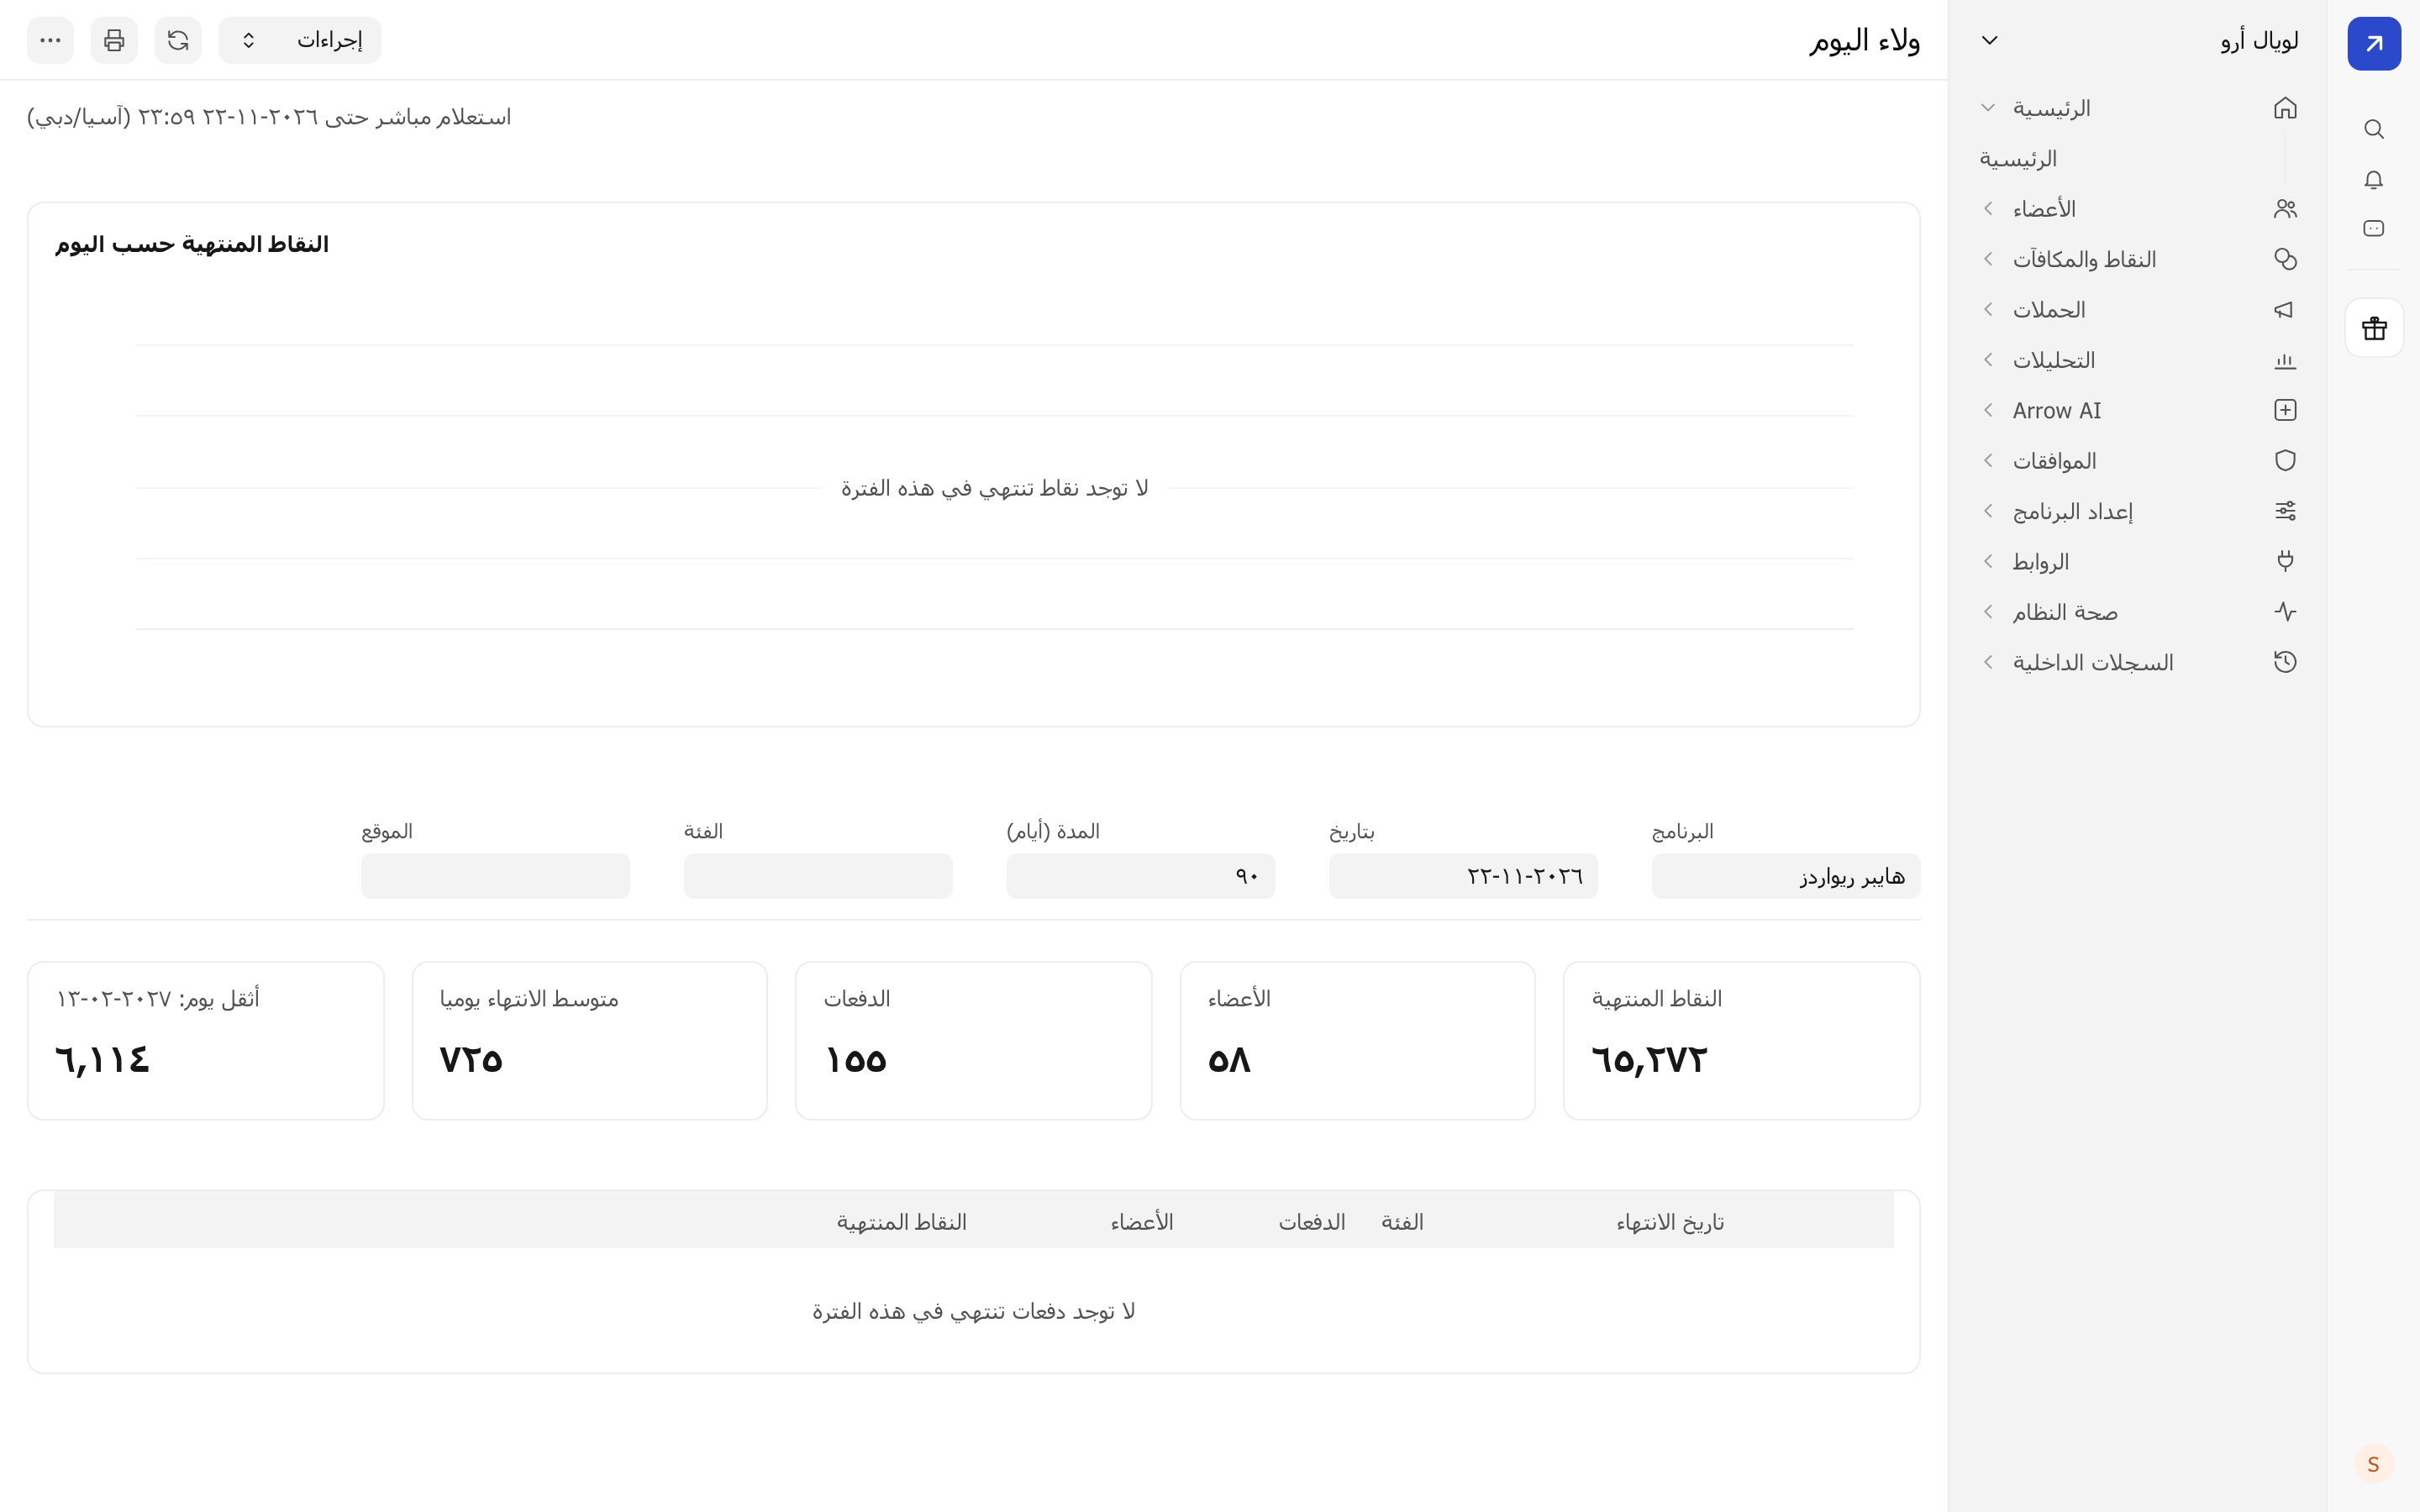 لويال أرو
الرئيسية
الرئيسية
الأعضاء
النقاط والمكافآت
الحملات
التحليلات
Arrow AI
الموافقات
إعداد البرنامج
الروابط
صحة النظام
السجلات الداخلية
S
ولاء اليوم
إجراءات
استعلام مباشر حتى ٢٠٢٦-١١-٢٢ ٢٣:٥٩ (آسيا/دبي)
النقاط المنتهية حسب اليوم
لا توجد نقاط تنتهي في هذه الفترة
البرنامج
هايبر ريواردز
بتاريخ
٢٠٢٦-١١-٢٢
المدة (أيام)
٩٠
الفئة
الموقع
النقاط المنتهية
٦٥,٢٧٢
الأعضاء
٥٨
الدفعات
١٥٥
متوسط الانتهاء يوميا
٧٢٥
أثقل يوم: ٢٠٢٧-٠٢-١٣
٦,١١٤
تاريخ الانتهاء الفئة الدفعات الأعضاء النقاط المنتهية
لا توجد دفعات تنتهي في هذه الفترة